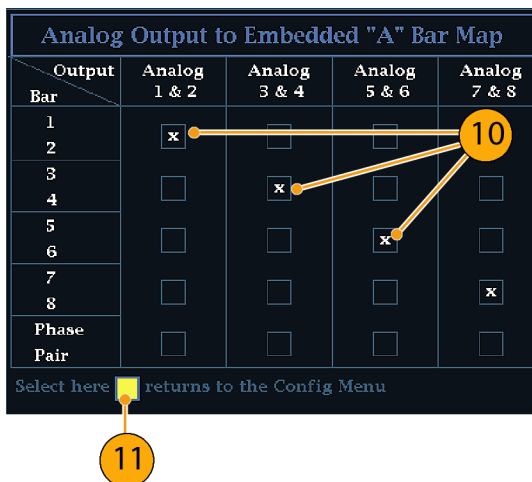 Analog Output to Embedded "A" Bar Map
Output Analog Analog Analog Analog
Bar 1 & 2 3 & 4 5 & 6 7 & 8
1
2 x
10
3
4 x
5
6 x
7
8 x
Phase
Pair
Select here returns to the Config Menu
11